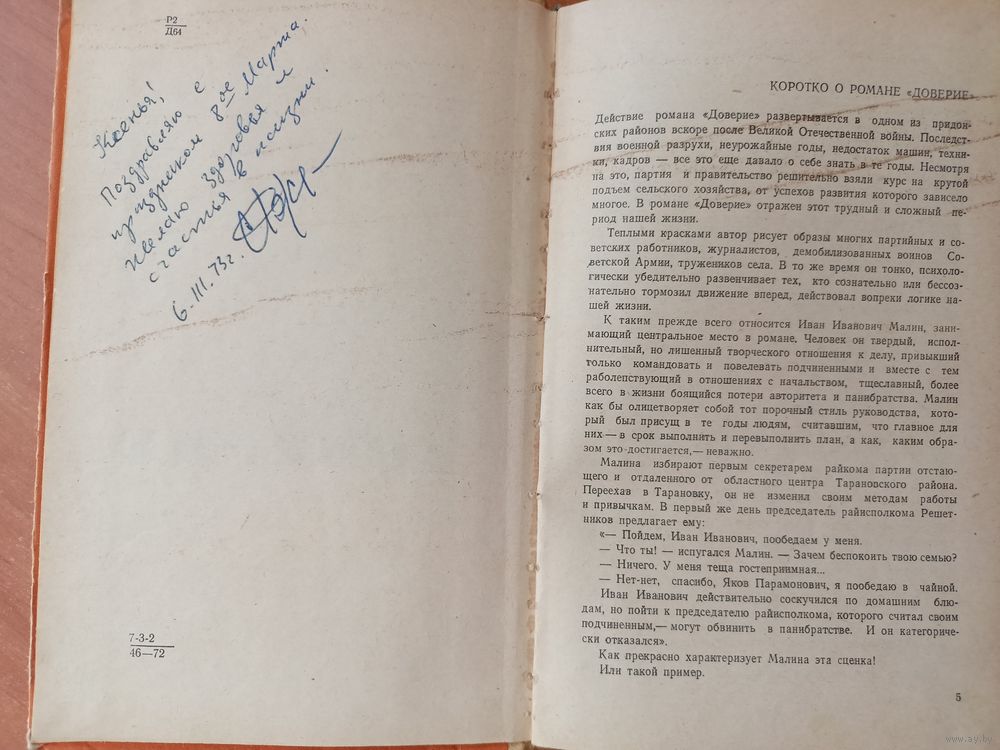 Р2
Д64
Ксенья!
Поздравляю с
праздником 8ое Марта.
Желаю здоровья и
счастья в жизни.
6.III.73г.
7-3-2
46—72
КОРОТКО О РОМАНЕ «ДОВЕРИЕ»
Действие романа «Доверие» развертывается в одном из придон-
ских районов вскоре после Великой Отечественной войны. Последст-
вия военной разрухи, неурожайные годы, недостаток машин, техни-
ки, кадров — все это еще давало о себе знать в те годы. Несмотря
на это, партия и правительство решительно взяли курс на крутой
подъем сельского хозяйства, от успехов развития которого зависело
многое. В романе «Доверие» отражен этот трудный и сложный пе-
риод нашей жизни.
Теплыми красками автор рисует образы многих партийных и со-
ветских работников, журналистов, демобилизованных воинов Со-
ветской Армии, тружеников села. В то же время он тонко, психоло-
гически убедительно развенчивает тех, кто сознательно или бессо-
знательно тормозил движение вперед, действовал вопреки логике на-
шей жизни.
К таким прежде всего относится Иван Иванович Малин, зани-
мающий центральное место в романе. Человек он твердый, испол-
нительный, но лишенный творческого отношения к делу, привыкший
только командовать и повелевать подчиненными и вместе с тем
раболепствующий в отношениях с начальством, тщеславный, более
всего в жизни боящийся потери авторитета и панибратства. Малин
как бы олицетворяет собой тот порочный стиль руководства, кото-
рый был присущ в те годы людям, считавшим, что главное для
них — в срок выполнить и перевыполнить план, а как, каким обра-
зом это достигается,— неважно.
Малина избирают первым секретарем райкома партии отстаю-
щего и отдаленного от областного центра Тарановского района.
Переехав в Тарановку, он не изменил своим методам работы
и привычкам. В первый же день председатель райисполкома Решет-
ников предлагает ему:
«— Пойдем, Иван Иванович, пообедаем у меня.
— Что ты! — испугался Малин. — Зачем беспокоить твою семью?
— Ничего. У меня теща гостеприимная...
— Нет-нет, спасибо, Яков Парамонович, я пообедаю в чайной.
Иван Иванович действительно соскучился по домашним блю-
дам, но пойти к председателю райисполкома, которого считал своим
подчиненным,— могут обвинить в панибратстве. И он категориче-
ски отказался».
Как прекрасно характеризует Малина эта сценка!
Или такой пример.
5
www.ay.by